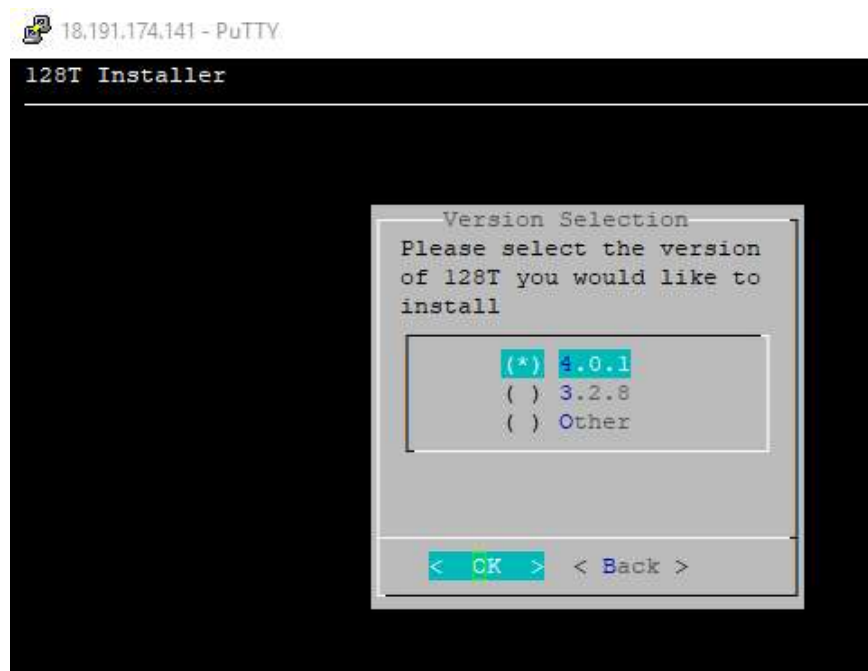 18.191.174.141 - PuTTY
128T Installer
Version Selection
Please select the version
of 128T you would like to
install
(*) 4.0.1
( ) 3.2.8
( ) Other
< OK > < Back >